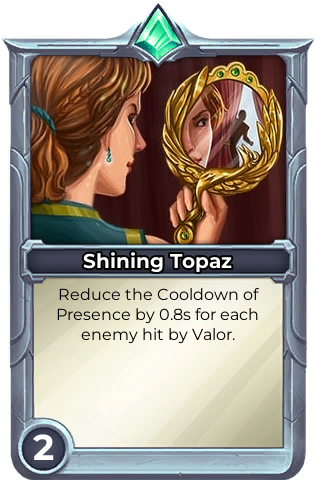 Shining Topaz
Reduce the Cooldown of
Presence by 0.8s for each
enemy hit by Valor.
2